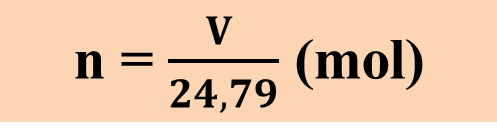 n = V / 24,79 (mol)